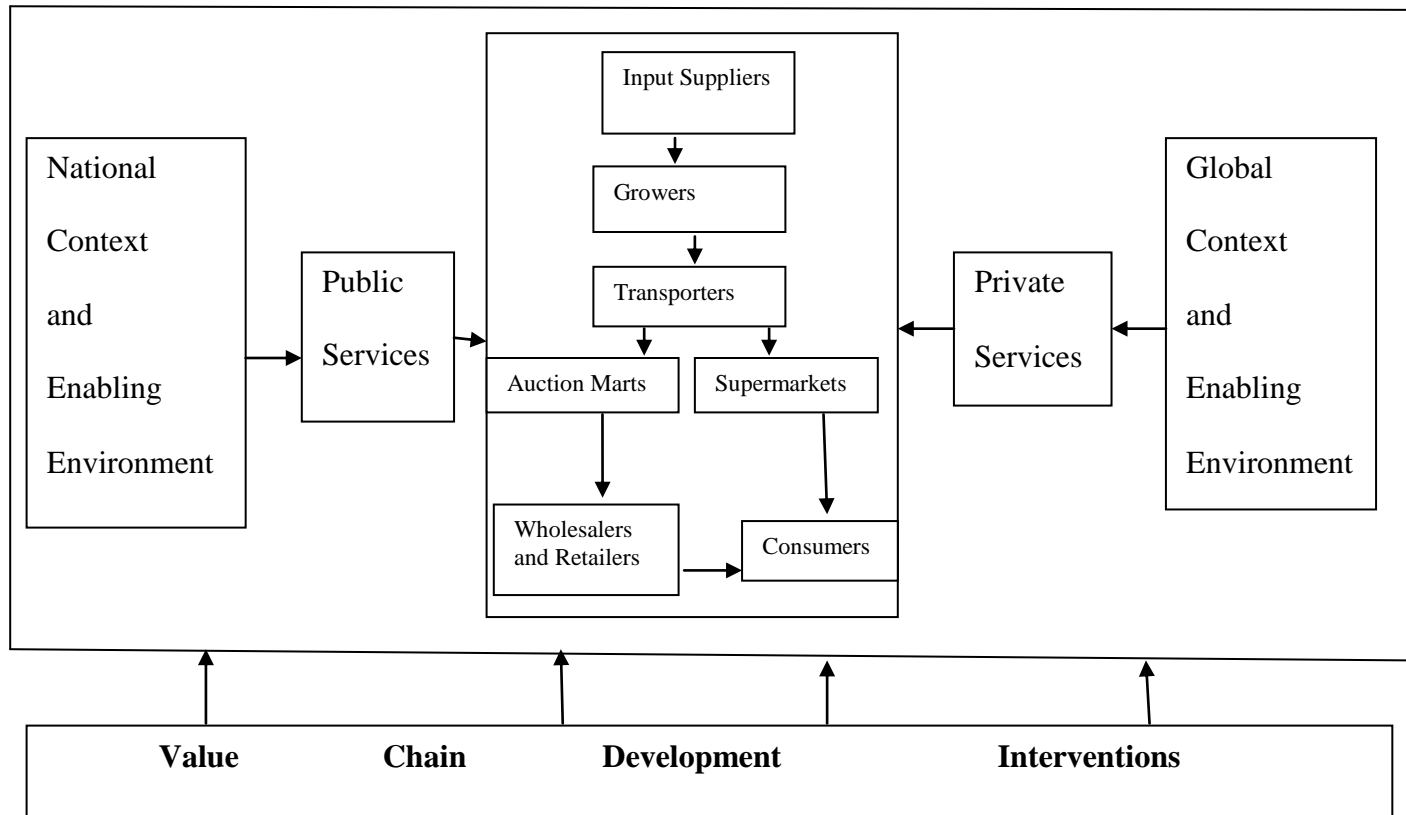 Input Suppliers
National
Context
and
Enabling
Environment
Public
Services
Growers
Transporters
Auction Marts
Supermarkets
Wholesalers
and Retailers
Consumers
Private
Services
Global
Context
and
Enabling
Environment
Value Chain Development Interventions